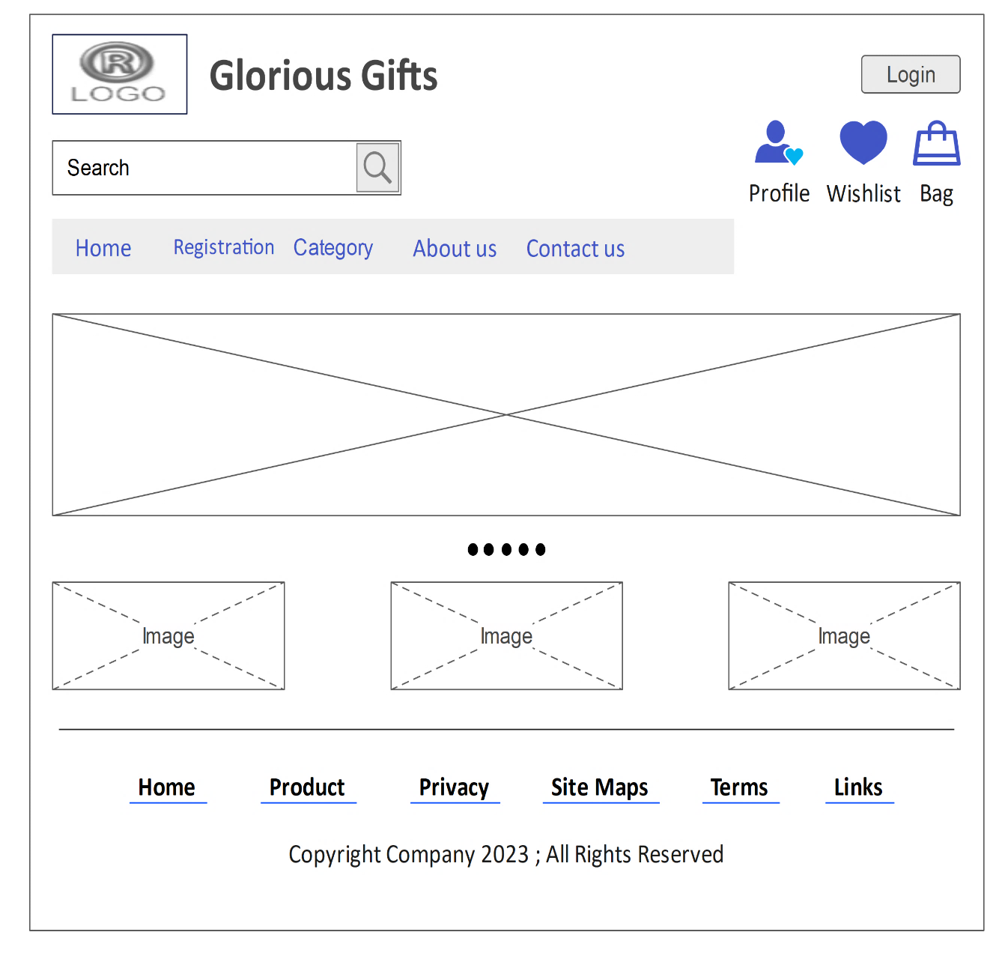 R
LOGO
Glorious Gifts
Login
Search
Profile Wishlist Bag
Home Registration Category About us Contact us
Image Image Image
Home Product Privacy Site Maps Terms Links
Copyright Company 2023 ; All Rights Reserved